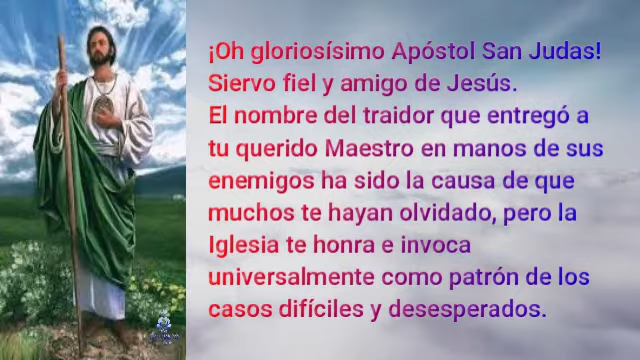 ¡Oh gloriosísimo Apóstol San Judas!
Siervo fiel y amigo de Jesús.
El nombre del traidor que entregó a
tu querido Maestro en manos de sus
enemigos ha sido la causa de que
muchos te hayan olvidado, pero la
Iglesia te honra e invoca
universalmente como patrón de los
casos difíciles y desesperados.